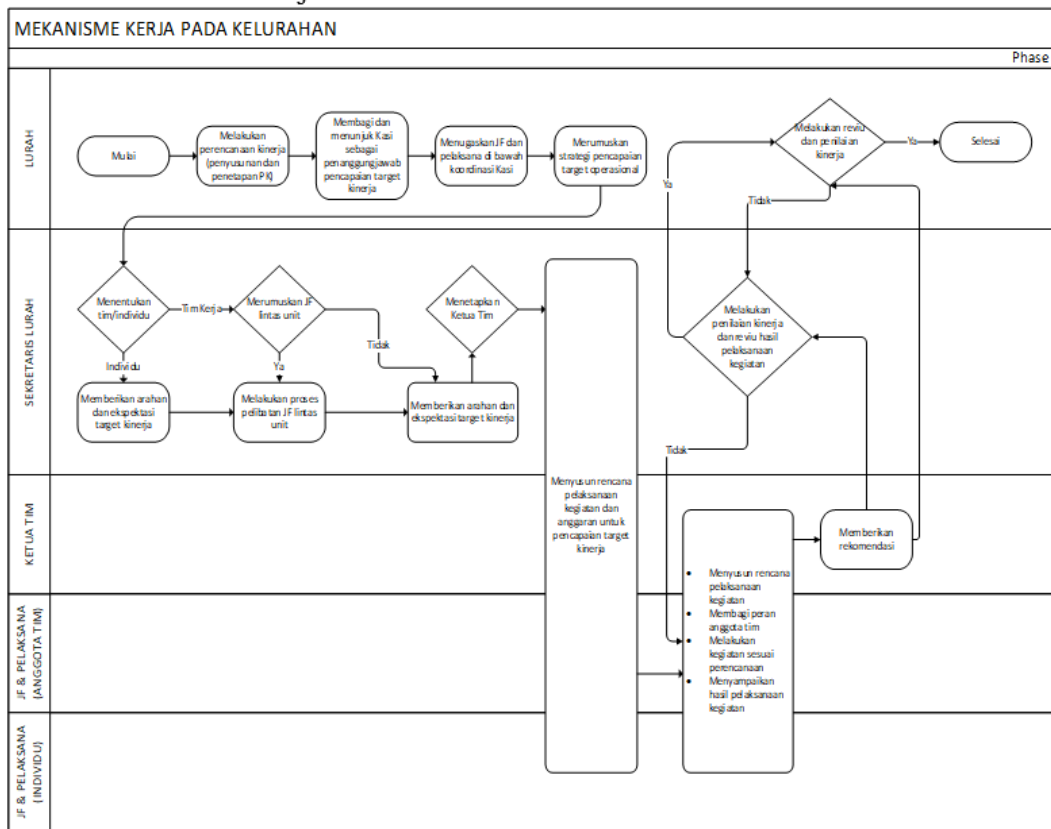 MEKANISME KERJA PADA KELURAHAN
Phase
LURAH
Mulai
Melakukan
perencanaan kinerja
(penyusunan dan
penetapan PK)
Membagi dan
menunjuk Kasi
sebagai
penanggungjawab
pencapaian target
kinerja
Menugaskan JF dan
pelaksana di bawah
koordinasi Kasi
Merumuskan
strategi pencapaian
target operasional
Melakukan reviu
dan penilaian
kinerja
Ya
Selesai
Ya
Tidak
SEKRETARIS LURAH
Menentukan
tim/individu
Tim Kerja
Merumuskan JF
lintas unit
Menetapkan
Ketua Tim
Tidak
Individu
Ya
Memberikan arahan
dan ekspektasi
target kinerja
Melakukan proses
pelibatan JF lintas
unit
Memberikan arahan dan
ekspektasi target kinerja
Melakukan
penilaian kinerja
dan reviu hasil
pelaksanaan
kegiatan
Tidak
KETUA TIM
Menyusun rencana
pelaksanaan
kegiatan dan
anggaran untuk
pencapaian target
kinerja
Memberikan
rekomendasi
• Menyusun rencana
pelaksanaan
kegiatan
• Membagi peran
anggota tim
• Melakukan
kegiatan sesuai
perencanaan
• Menyampaikan
hasil pelaksanaan
kegiatan
JF & PELAKSANA
(ANGGOTA TIM)
JF & PELAKSANA
(INDIVIDU)